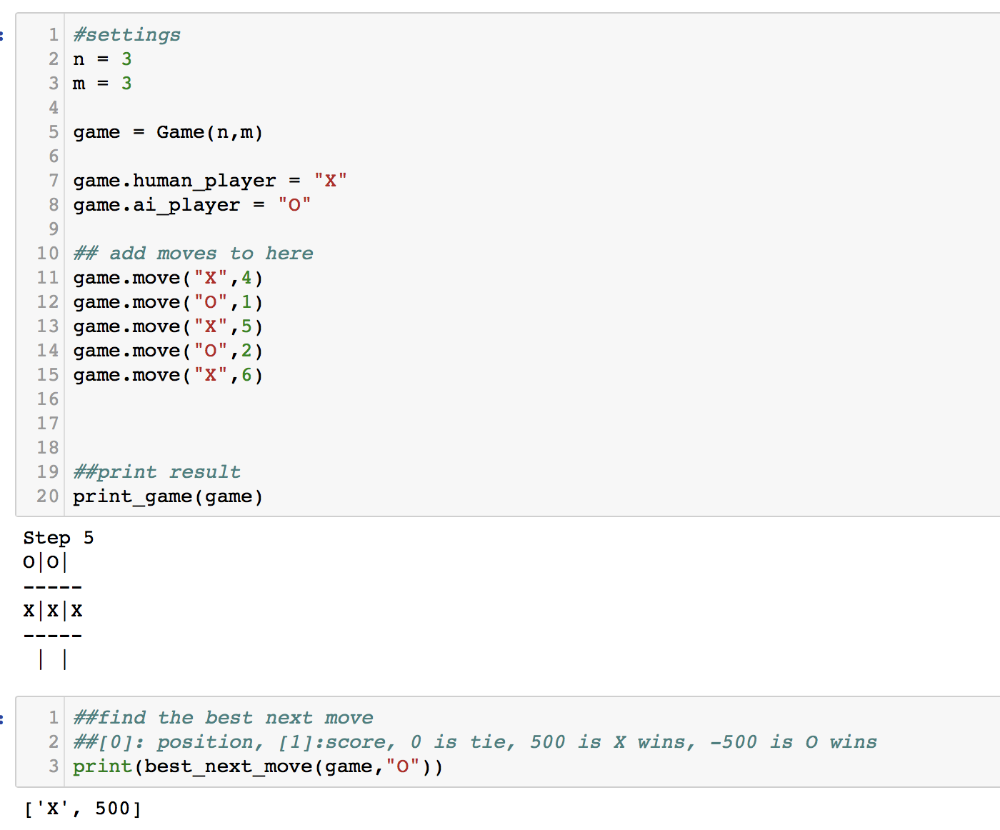 1 #settings
2 n = 3
3 m = 3
4
5 game = Game(n,m)
6
7 game.human_player = "X"
8 game.ai_player = "O"
9
10 ## add moves to here
11 game.move("X",4)
12 game.move("O",1)
13 game.move("X",5)
14 game.move("O",2)
15 game.move("X",6)
16
17
18
19 ##print result
20 print_game(game)
Step 5
O|O|
-----
X|X|X
-----
 | |
1 ##find the best next move
2 ##[0]: position, [1]:score, 0 is tie, 500 is X wins, -500 is O wins
3 print(best_next_move(game,"O"))
['X', 500]